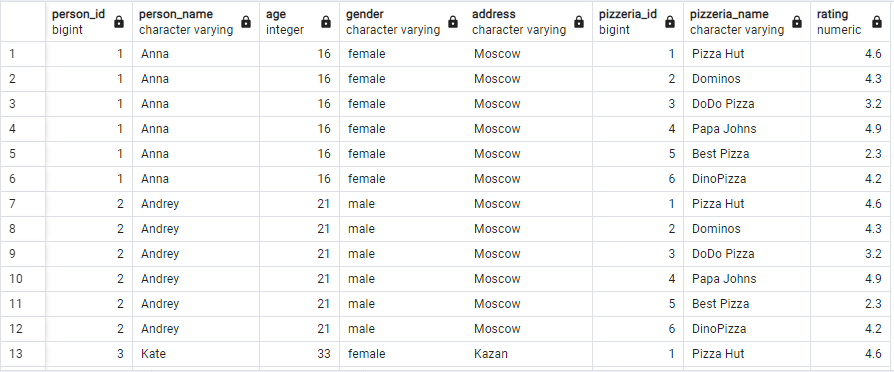 person_id person_name age gender address pizzeria_id pizzeria_name rating
bigint character varying integer character varying character varying bigint character varying numeric
1 1 Anna 16 female Moscow 1 Pizza Hut 4.6
2 1 Anna 16 female Moscow 2 Dominos 4.3
3 1 Anna 16 female Moscow 3 DoDo Pizza 3.2
4 1 Anna 16 female Moscow 4 Papa Johns 4.9
5 1 Anna 16 female Moscow 5 Best Pizza 2.3
6 1 Anna 16 female Moscow 6 DinoPizza 4.2
7 2 Andrey 21 male Moscow 1 Pizza Hut 4.6
8 2 Andrey 21 male Moscow 2 Dominos 4.3
9 2 Andrey 21 male Moscow 3 DoDo Pizza 3.2
10 2 Andrey 21 male Moscow 4 Papa Johns 4.9
11 2 Andrey 21 male Moscow 5 Best Pizza 2.3
12 2 Andrey 21 male Moscow 6 DinoPizza 4.2
13 3 Kate 33 female Kazan 1 Pizza Hut 4.6